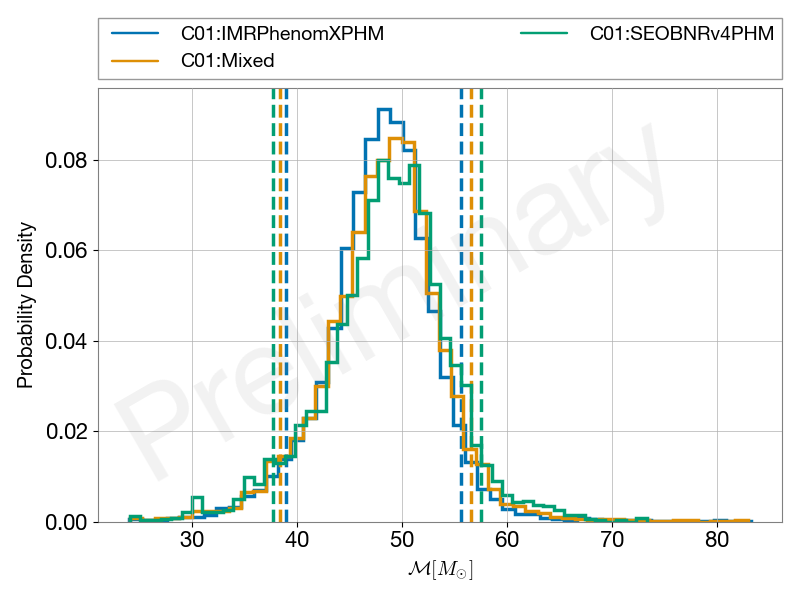 C01:IMRPhenomXPHM
C01:Mixed
C01:SEOBNRv4PHM
Preliminary
Probability Density
0.08
0.06
0.04
0.02
0.00
30 40 50 60 70 80
ℳ[M⊙]